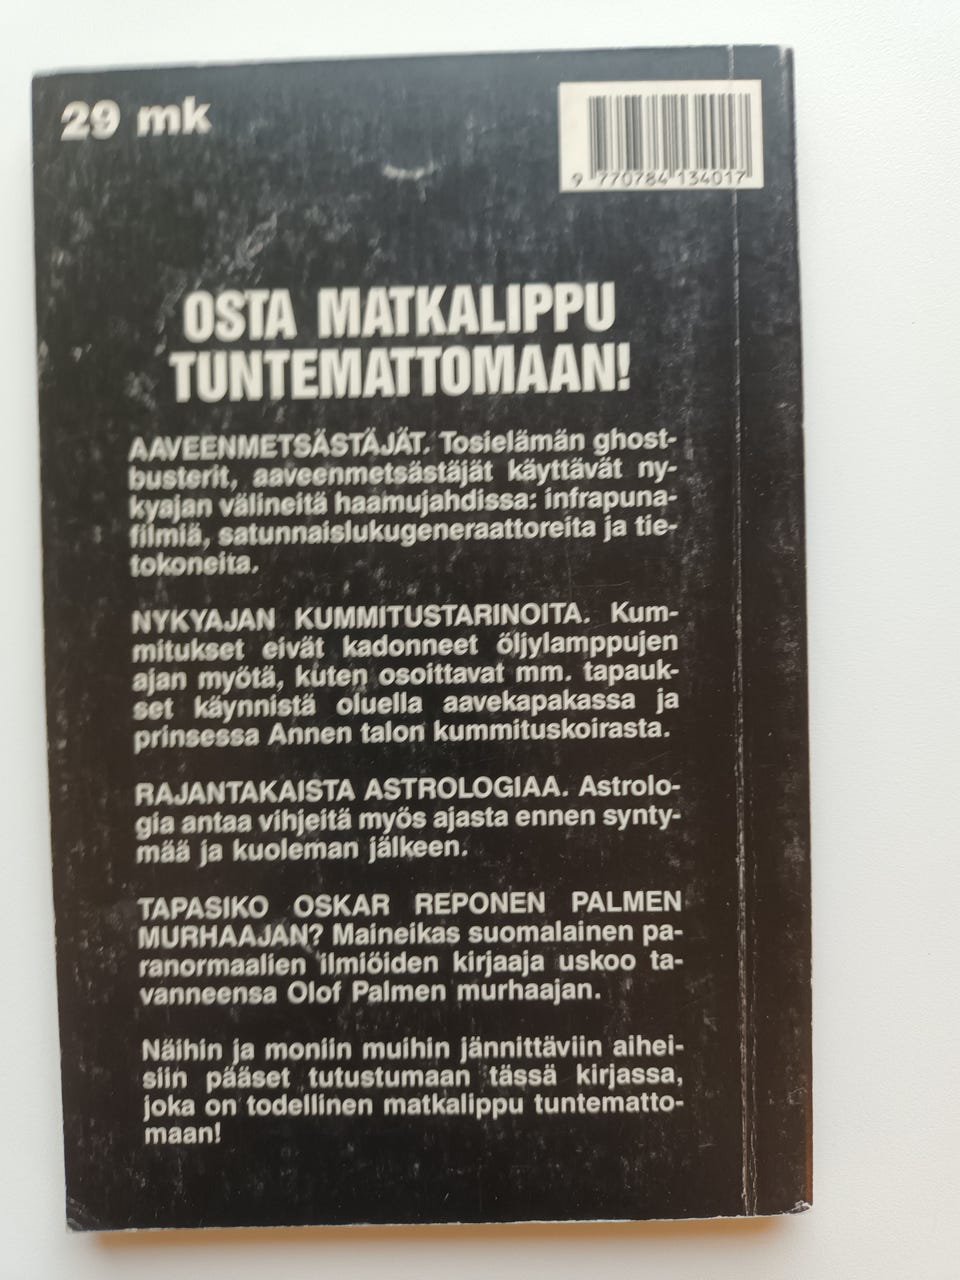 29 mk
9 770784 134017
OSTA MATKALIPPU
TUNTEMATTOMAAN!
AAVEENMETSÄSTÄJÄT. Tosielämän ghost-
busterit, aaveenmetsästäjät käyttävät ny-
kyajan välineitä haamujahdissa: infrapuna-
filmiä, satunnaislukugeneraattoreita ja tie-
tokoneita.
NYKYAJAN KUMMITUSTARINOITA. Kum-
mitukset eivät kadonneet öljylamppujen
ajan myötä, kuten osoittavat mm. tapauk-
set käynnistä oluella aavekapakassa ja
prinsessa Annen talon kummituskoirasta.
RAJANTAKAISTA ASTROLOGIAA. Astrolo-
gia antaa vihjeitä myös ajasta ennen synty-
mää ja kuoleman jälkeen.
TAPASIKO OSKAR REPONEN PALMEN
MURHAAJAN? Maineikas suomalainen pa-
ranormaalien ilmiöiden kirjaaja uskoo ta-
vanneensa Olof Palmen murhaajan.
Näihin ja moniin muihin jännittäviin aihei-
siin pääset tutustumaan tässä kirjassa,
joka on todellinen matkalippu tuntematto-
maan!